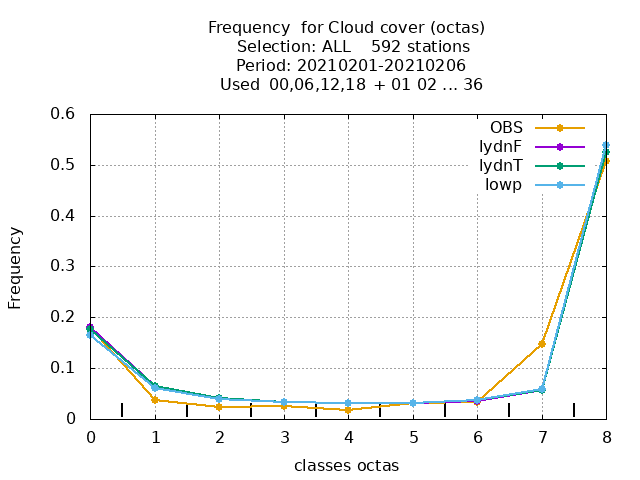 Frequency  for Cloud cover (octas)
Selection: ALL    592 stations
Period: 20210201-20210206
Used 00,06,12,18 + 01 02 ... 36
0.6
0.5
0.4
0.3
0.2
0.1
0
Frequency
OBS
lydnF
lydnT
lowp
0 1 2 3 4 5 6 7 8
classes octas